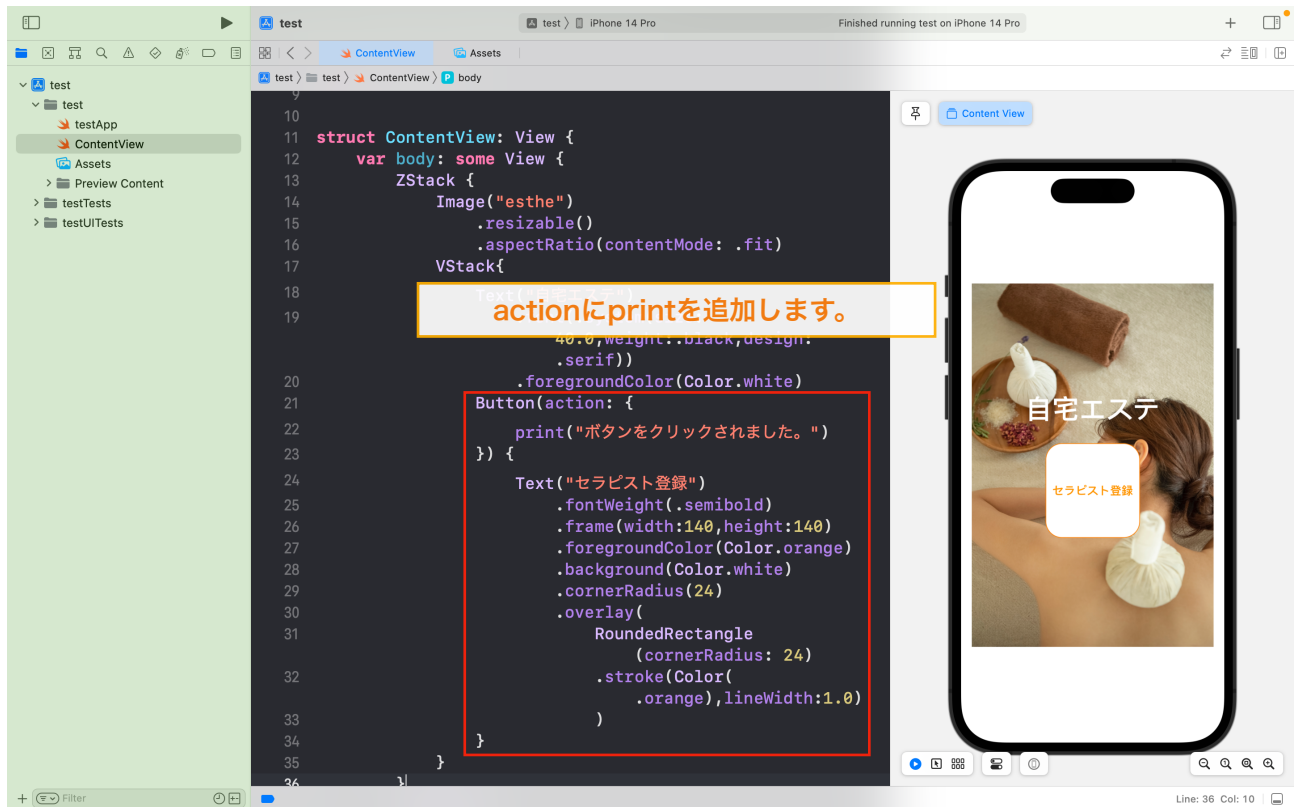 test
test 〉 iPhone 14 Pro
Finished running test on iPhone 14 Pro
ContentView
Assets
test 〉 test 〉 ContentView 〉 P body
test
test
testApp
ContentView
Assets
Preview Content
testTests
testUITests
9
10
11 struct ContentView: View {
12 var body: some View {
13 ZStack {
14 Image("esthe")
15 .resizable()
16 .aspectRatio(contentMode: .fit)
17 VStack{
18 Text("自宅エステ")
actionにprintを追加します。
19
40.0,weight:.black,design:
.serif))
20 .foregroundColor(Color.white)
21 Button(action: {
22 print("ボタンをクリックされました。")
23 }) {
24 Text("セラピスト登録")
25 .fontWeight(.semibold)
26 .frame(width:140,height:140)
27 .foregroundColor(Color.orange)
28 .background(Color.white)
29 .cornerRadius(24)
30 .overlay(
31 RoundedRectangle
(cornerRadius: 24)
32 .stroke(Color(
.orange),lineWidth:1.0)
33 )
34 }
35 }
36 }
Content View
自宅エステ
セラピスト登録
Filter
Line: 36 Col: 10